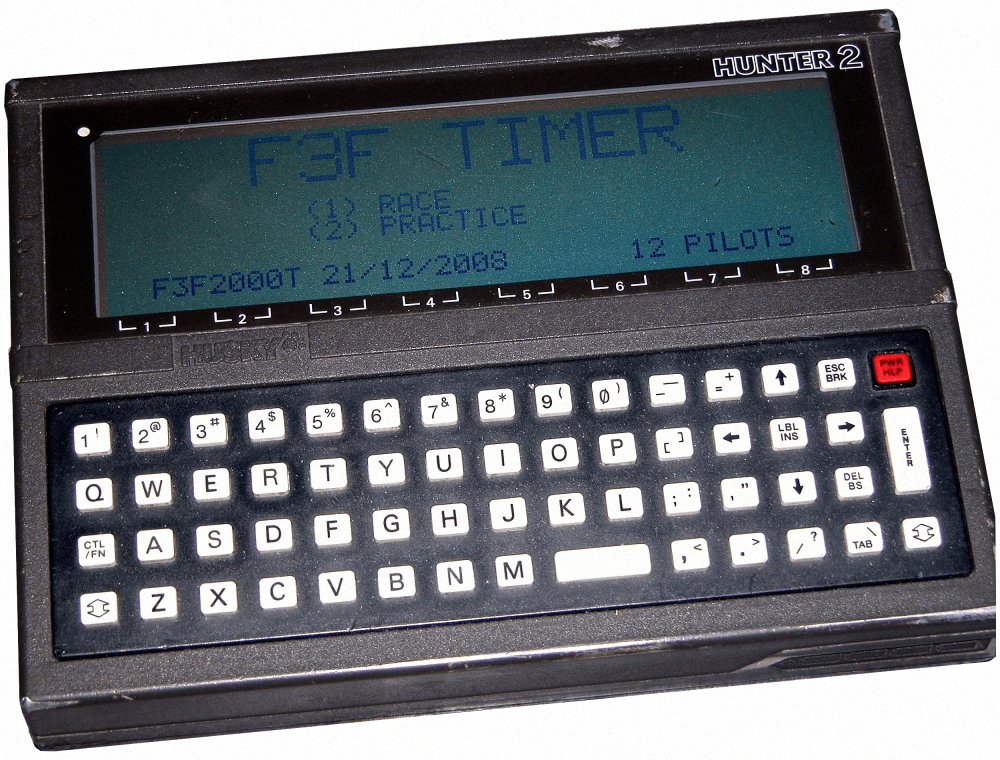 HUNTER 2
F3F TIMER
(1) RACE
(2) PRACTICE
12 PILOTS
F3F2000T 21/12/2008
1 2 3 4 5 6 7 8
HUSKY
1 ! 2 @ 3 # 4 $ 5 % 6 ^ 7 & 8 * 9 ( 0 ) _ — = + ↑ ESC BRK PWR HLP
Q W E R T Y U I O P [ ] ← LBL INS → ENTER
CTL /FN A S D F G H J K L ; : ' " ↓ DEL BS
Z X C V B N M , < . > / ? TAB \